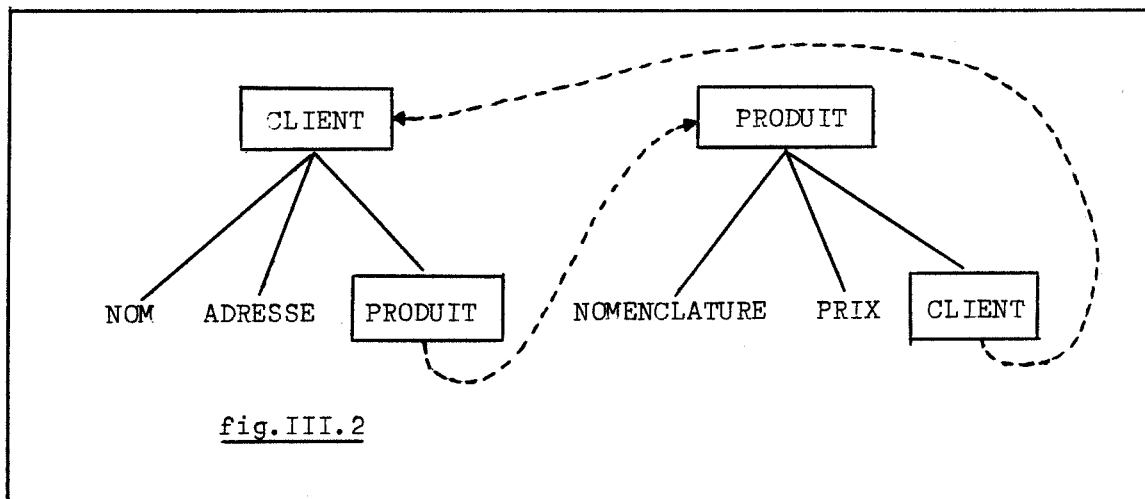 CLIENT PRODUIT
NOM ADRESSE PRODUIT NOMENCLATURE PRIX CLIENT
fig.III.2